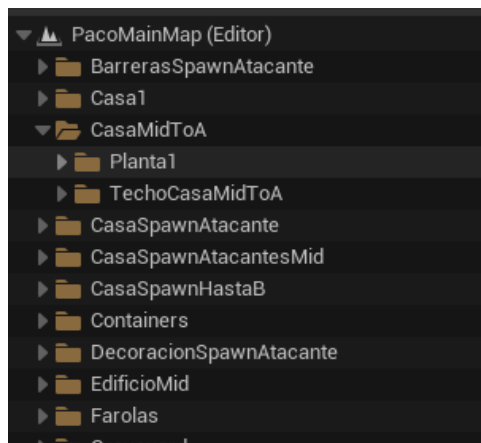 PacoMainMap (Editor)
BarrerasSpawnAtacante
Casa1
CasaMidToA
Planta1
TechoCasaMidToA
CasaSpawnAtacante
CasaSpawnAtacantesMid
CasaSpawnHastaB
Containers
DecoracionSpawnAtacante
EdificioMid
Farolas